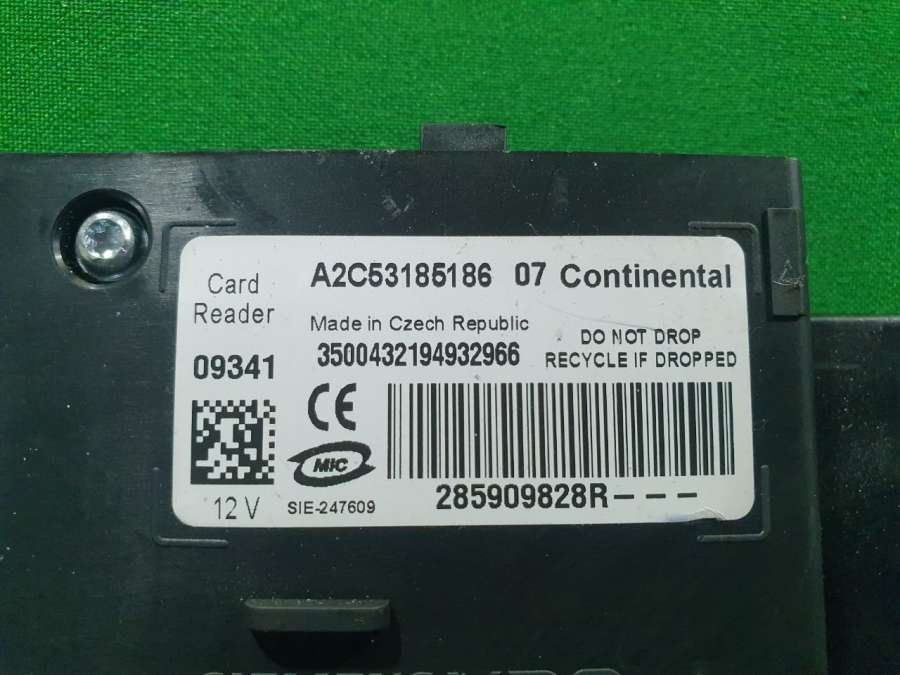 Card
Reader
09341
12 V
A2C53185186 07 Continental
Made in Czech Republic
3500432194932966
DO NOT DROP
RECYCLE IF DROPPED
CE
MIC
SIE-247609
285909828R---